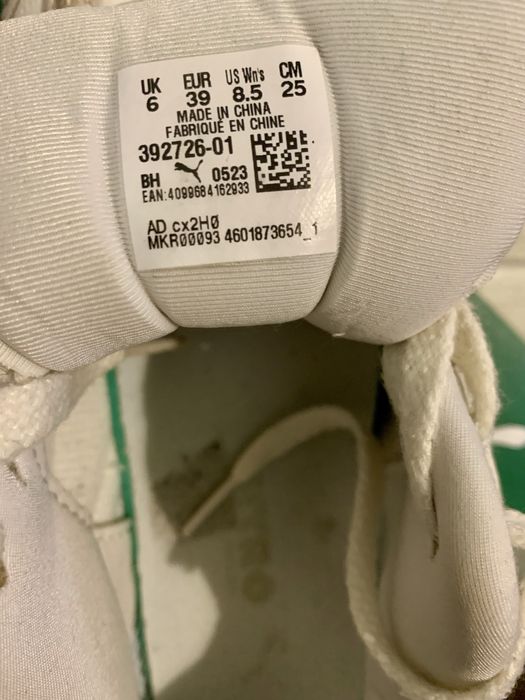 UK EUR US Wn's CM
6 39 8.5 25
MADE IN CHINA
FABRIQUÉ EN CHINE
392726-01
BH 0523
EAN:4099684162933
AD cx2H0
MKR00093 4601873654_1